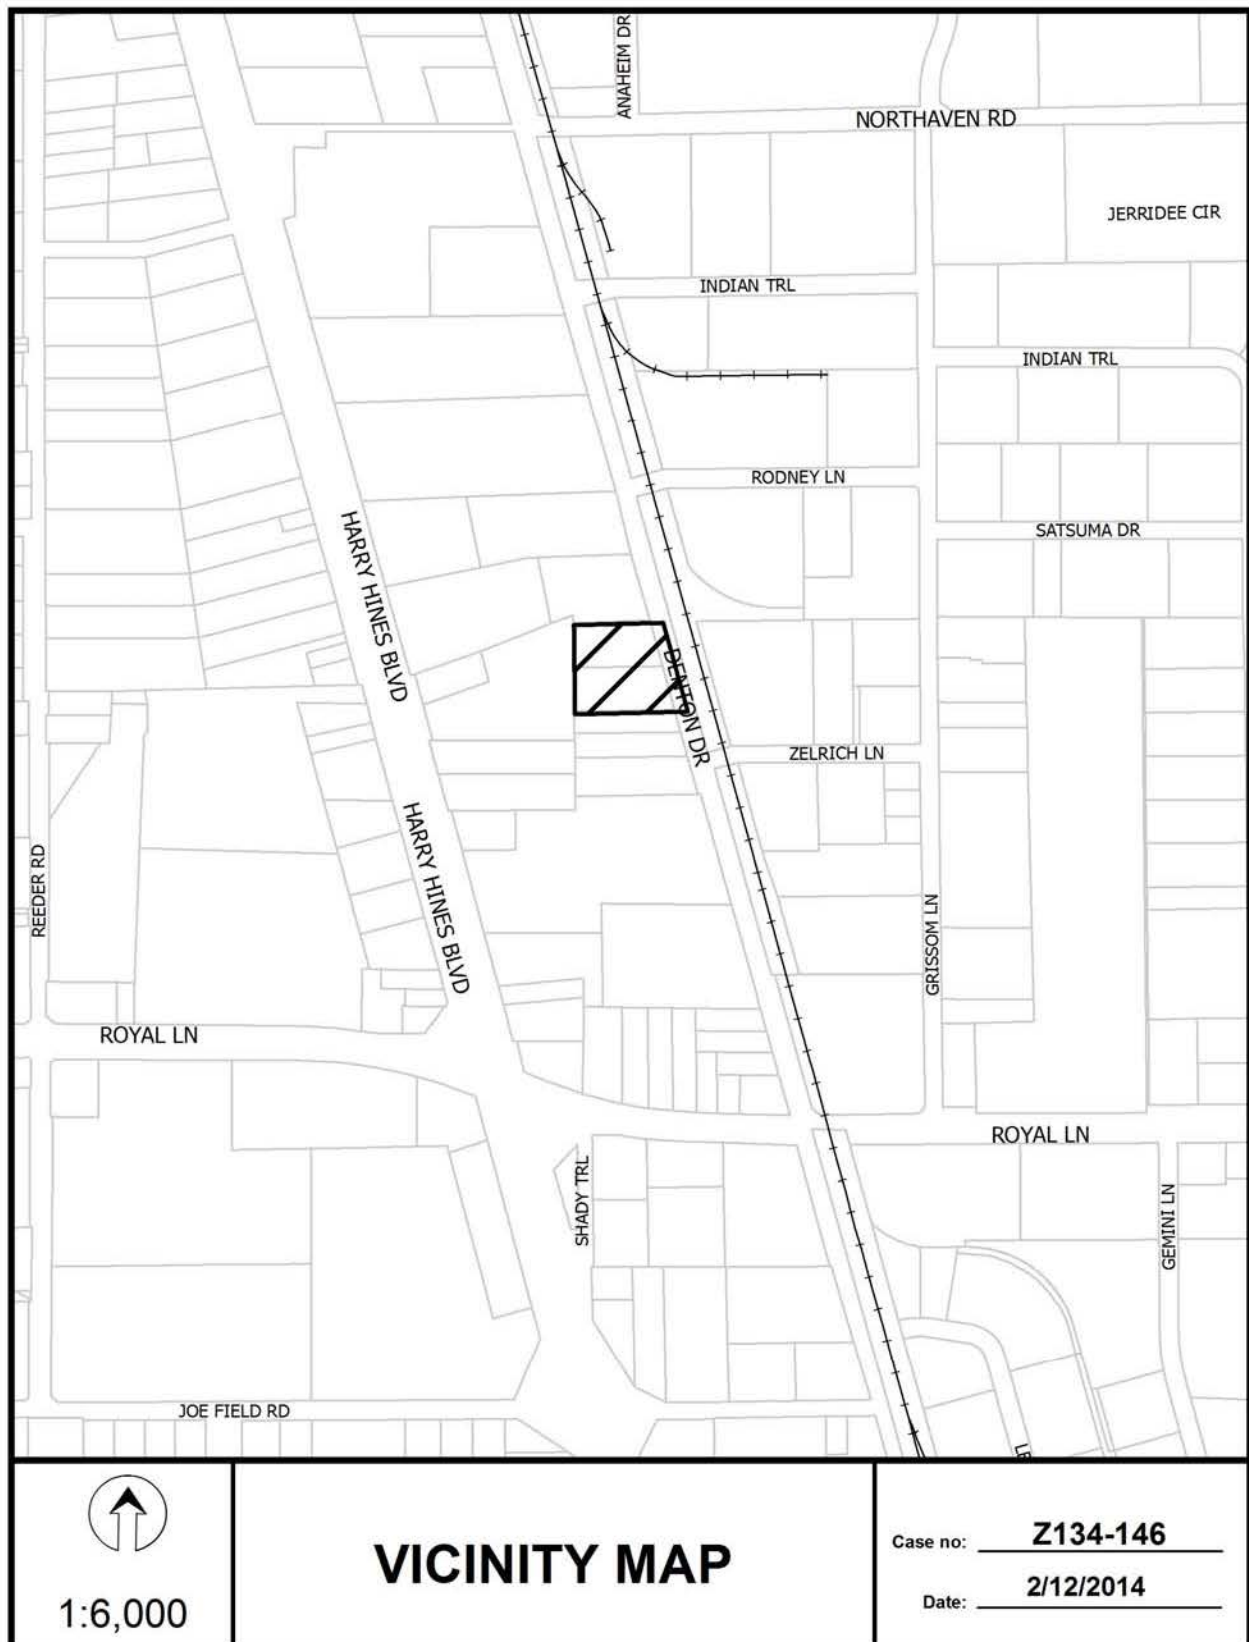 ANAHEIM DR
NORTHAVEN RD
JERRIDEE CIR
INDIAN TRL
INDIAN TRL
RODNEY LN
SATSUMA DR
HARRY HINES BLVD
DENTON DR
ZELRICH LN
HARRY HINES BLVD
REEDER RD
GRISSOM LN
ROYAL LN
ROYAL LN
SHADY TRL
GEMINI LN
JOE FIELD RD
1:6,000
VICINITY MAP
Case no: Z134-146
Date: 2/12/2014